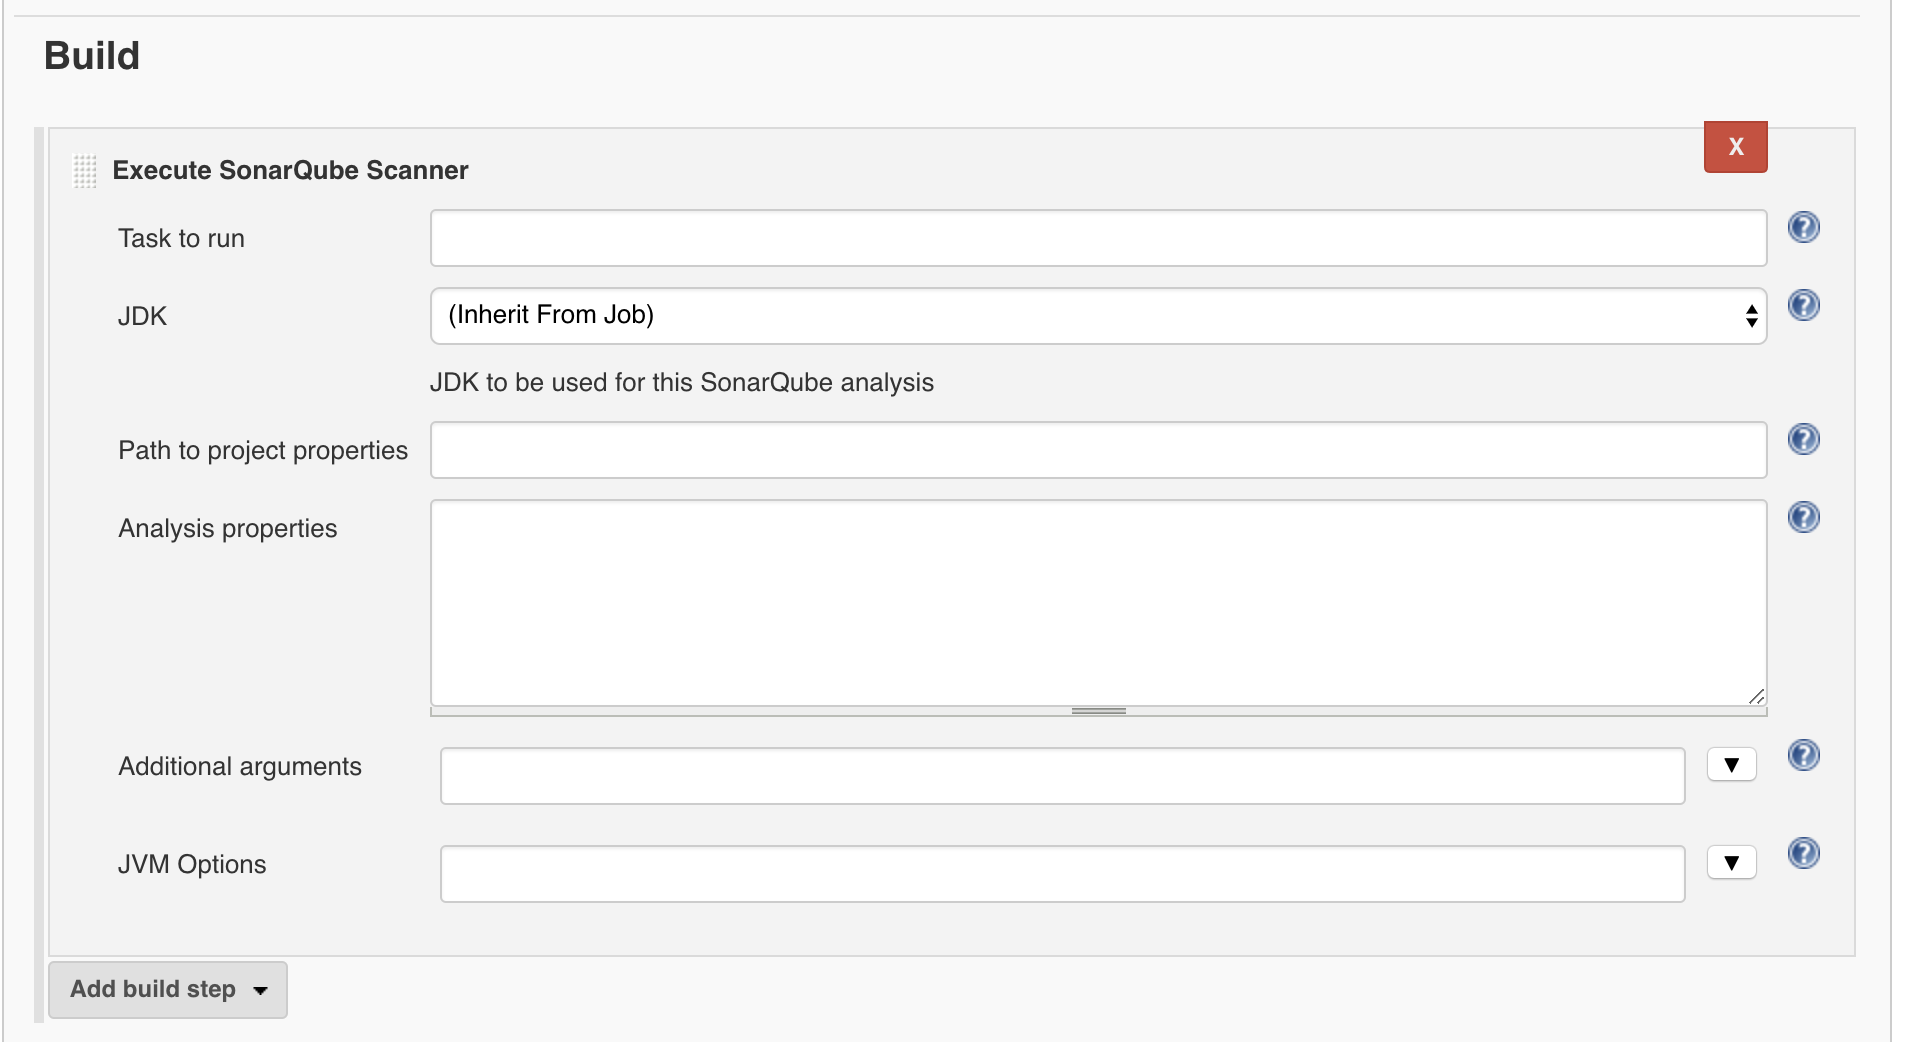 Build
X
Execute SonarQube Scanner
Task to run
?
JDK
(Inherit From Job)
?
JDK to be used for this SonarQube analysis
Path to project properties
?
Analysis properties
?
Additional arguments
?
JVM Options
?
Add build step